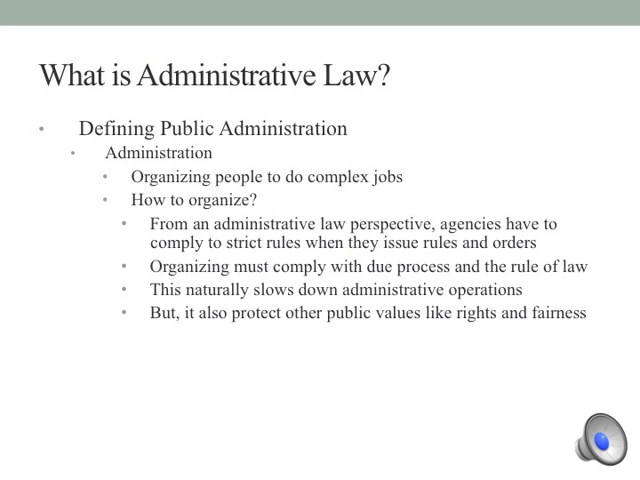 What is Administrative Law?
• Defining Public Administration
• Administration
• Organizing people to do complex jobs
• How to organize?
• From an administrative law perspective, agencies have to
comply to strict rules when they issue rules and orders
• Organizing must comply with due process and the rule of law
• This naturally slows down administrative operations
• But, it also protect other public values like rights and fairness